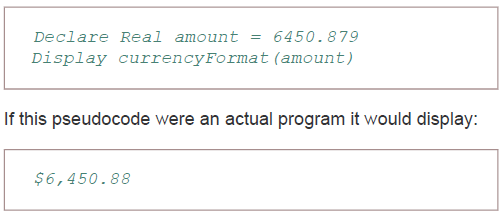 Declare Real amount = 6450.879
Display currencyFormat(amount)
If this pseudocode were an actual program it would display:
$6,450.88